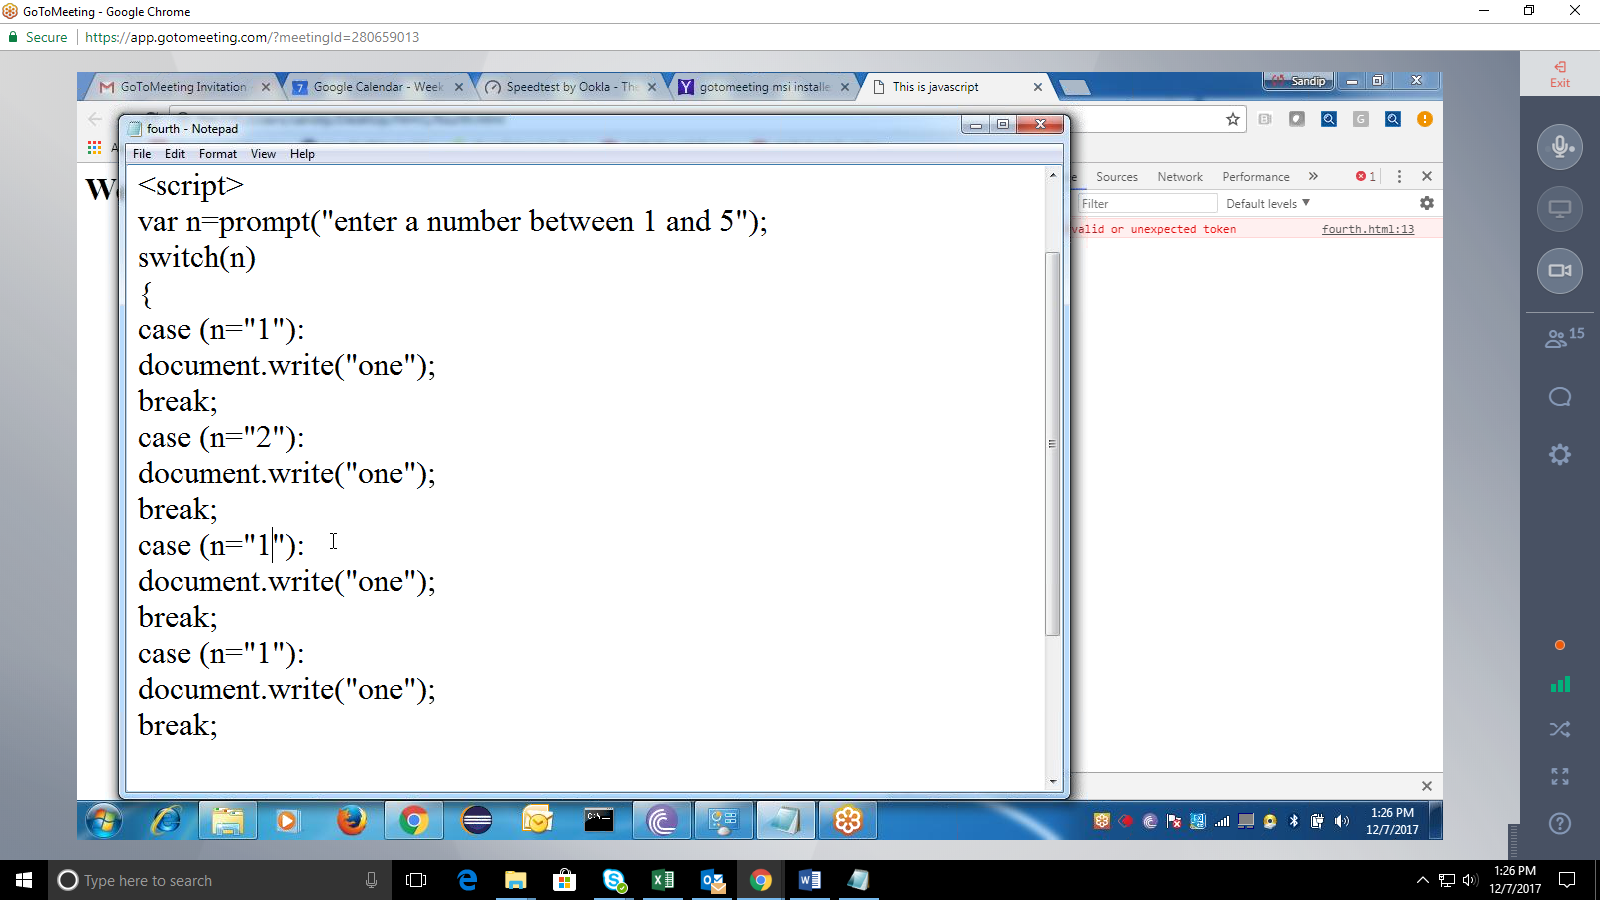 GoToMeeting - Google Chrome
Secure
https://app.gotomeeting.com/?meetingId=280659013
Exit
GoToMeeting Invitation
Google Calendar - Week
Speedtest by Ookla - The
gotomeeting msi installe
This is javascript
Sandip
fourth - Notepad
File Edit Format View Help
<script>
var n=prompt("enter a number between 1 and 5");
switch(n)
{
case (n="1"):
document.write("one");
break;
case (n="2"):
document.write("one");
break;
case (n="1"):
document.write("one");
break;
case (n="1"):
document.write("one");
break;
Sources Network Performance » 1
Filter Default levels ▼
valid or unexpected token fourth.html:13
15
1:26 PM
12/7/2017
Type here to search
1:26 PM
12/7/2017